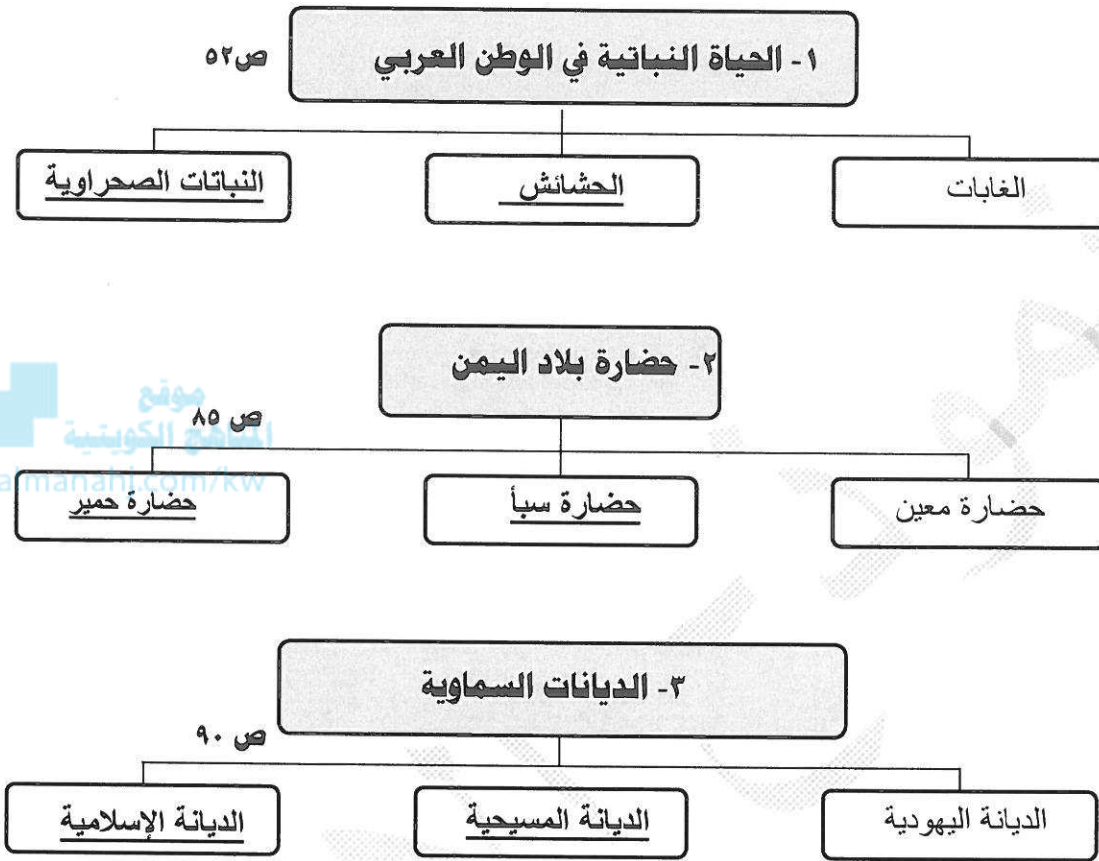 ١- الحياة النباتية في الوطن العربي
ص٥٢
الغابات
الحشائش
النباتات الصحراوية
٢- حضارة بلاد اليمن
ص ٨٥
موقع
المناهج الكويتية
almanahj.com/kw
حضارة معين
حضارة سبأ
حضارة حمير
٣- الديانات السماوية
ص ٩٠
الديانة اليهودية
الديانة المسيحية
الديانة الإسلامية